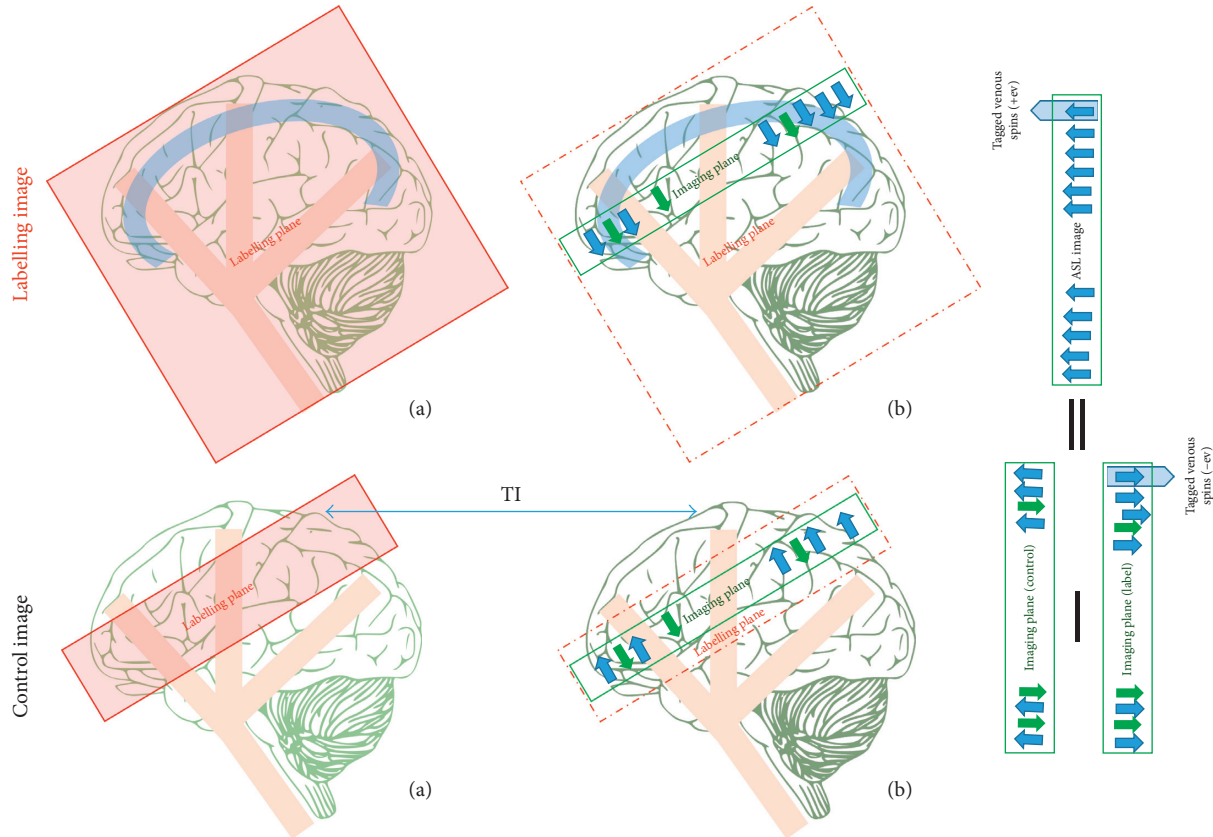 Labelling image
Labelling plane
(a)
Imaging plane
Labelling plane
(b)
Tagged venous
spins (+ev)
ASL image
Control image
Labelling plane
(a)
TI
Imaging plane
Labelling plane
(b)
Imaging plane (control)
Imaging plane (label)
Tagged venous
spins (−ev)